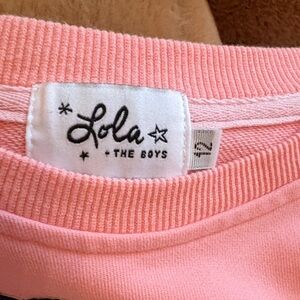 Lola
- THE BOYS
12